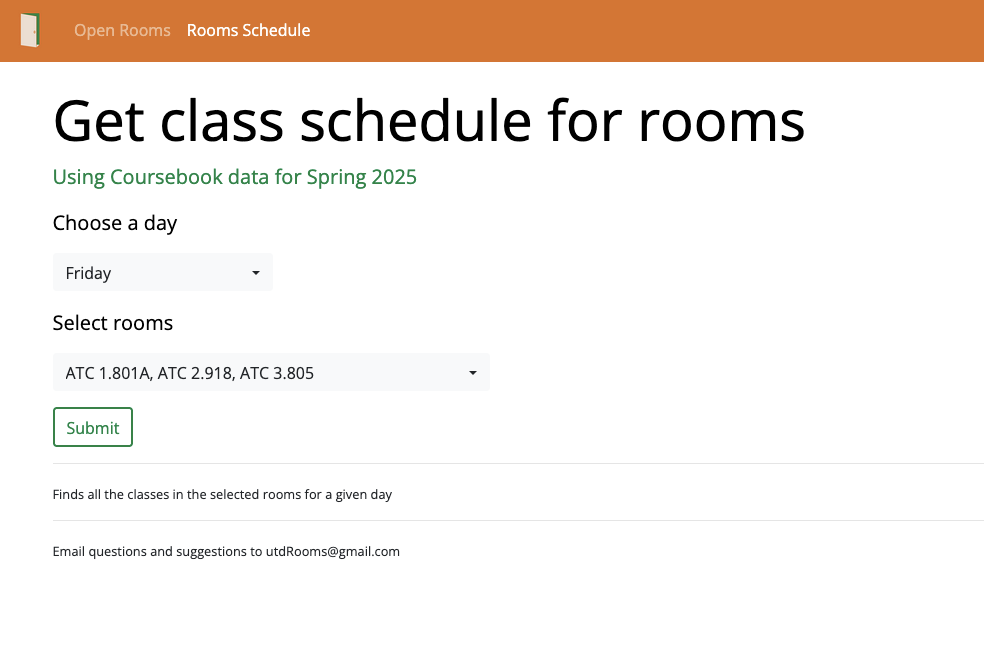 Open Rooms Rooms Schedule
Get class schedule for rooms
Using Coursebook data for Spring 2025
Choose a day
Friday
Select rooms
ATC 1.801A, ATC 2.918, ATC 3.805
Submit
Finds all the classes in the selected rooms for a given day
Email questions and suggestions to utdRooms@gmail.com